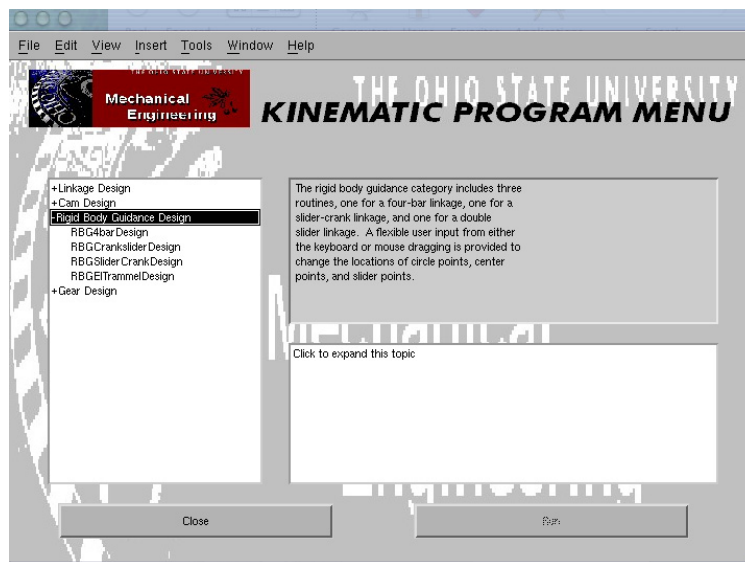 File Edit View Insert Tools Window Help
THE OHIO STATE UNIVERSITY
THE OHIO STATE UNIVERSITY
Mechanical
Engineering
KINEMATIC PROGRAM MENU
+Linkage Design
+Cam Design
-Rigid Body Guidance Design
RBG4barDesign
RBGCranksliderDesign
RBGSliderCrankDesign
RBGElTrammelDesign
+Gear Design
The rigid body guidance category includes three
routines, one for a four-bar linkage, one for a
slider-crank linkage, and one for a double
slider linkage. A flexible user input from either
the keyboard or mouse dragging is provided to
change the locations of circle points, center
points, and slider points.
Mechanical
Click to expand this topic
Engineering
Close
Run